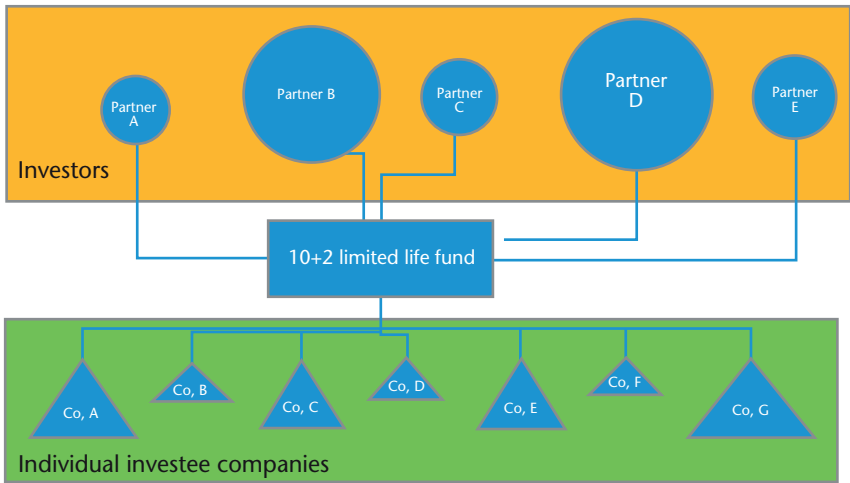 Partner
A
Partner B
Partner
C
Partner
D
Partner
E
Investors
10+2 limited life fund
Co, A
Co, B
Co, C
Co, D
Co, E
Co, F
Co, G
Individual investee companies